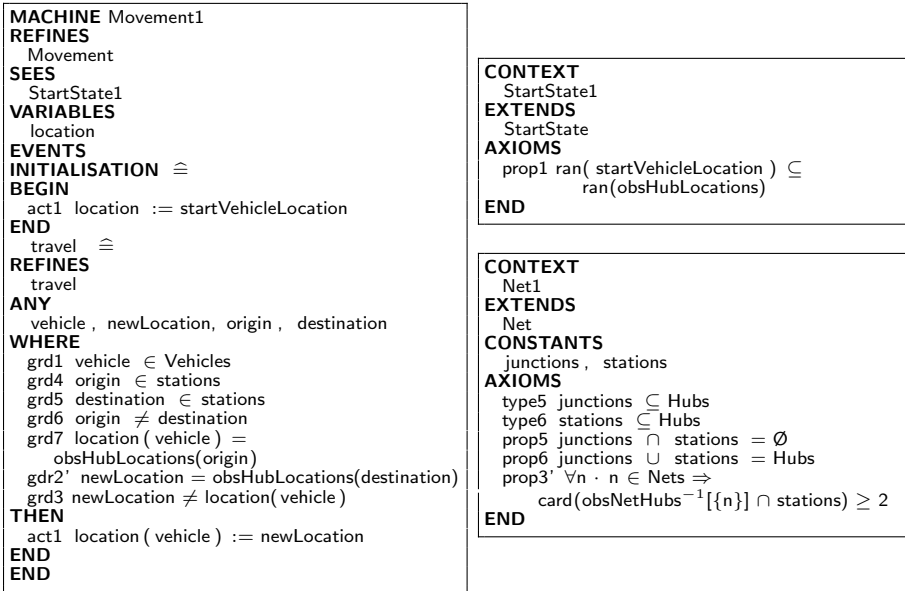 MACHINE Movement1
REFINES
Movement
SEES
StartState1
VARIABLES
location
EVENTS
INITIALISATION ≙
BEGIN
act1 location := startVehicleLocation
END
travel ≙
REFINES
travel
ANY
vehicle , newLocation, origin , destination
WHERE
grd1 vehicle ∈ Vehicles
grd4 origin ∈ stations
grd5 destination ∈ stations
grd6 origin ≠ destination
grd7 location ( vehicle ) =
obsHubLocations(origin)
gdr2' newLocation = obsHubLocations(destination)
grd3 newLocation ≠ location( vehicle )
THEN
act1 location ( vehicle ) := newLocation
END
END
CONTEXT
StartState1
EXTENDS
StartState
AXIOMS
prop1 ran( startVehicleLocation ) ⊆
ran(obsHubLocations)
END
CONTEXT
Net1
EXTENDS
Net
CONSTANTS
junctions , stations
AXIOMS
type5 junctions ⊆ Hubs
type6 stations ⊆ Hubs
prop5 junctions ∩ stations = Ø
prop6 junctions ∪ stations = Hubs
prop3' ∀n · n ∈ Nets ⇒
card(obsNetHubs⁻¹[{n}] ∩ stations) ≥ 2
END